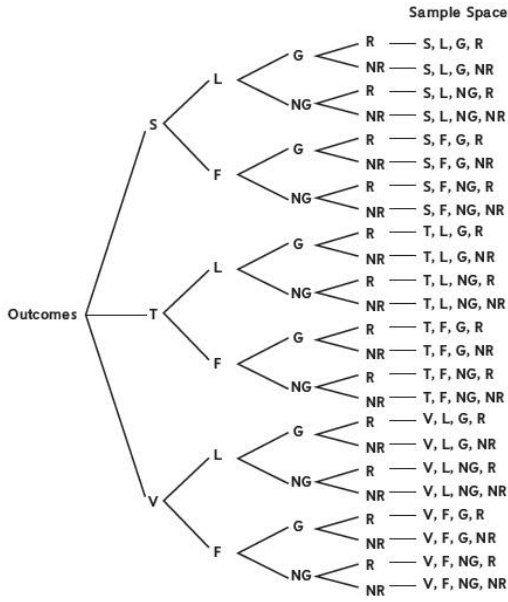 Sample Space
S, L, G, R
S, L, G, NR
S, L, NG, R
S, L, NG, NR
S, F, G, R
S, F, G, NR
S, F, NG, R
S, F, NG, NR
T, L, G, R
T, L, G, NR
T, L, NG, R
T, L, NG, NR
T, F, G, R
T, F, G, NR
T, F, NG, R
T, F, NG, NR
V, L, G, R
V, L, G, NR
V, L, NG, R
V, L, NG, NR
V, F, G, R
V, F, G, NR
V, F, NG, R
V, F, NG, NR
Outcomes
S
T
V
L
F
L
F
L
F
G
NG
G
NG
G
NG
G
NG
G
NG
G
NG
R
NR
R
NR
R
NR
R
NR
R
NR
R
NR
R
NR
R
NR
R
NR
R
NR
R
NR
R
NR